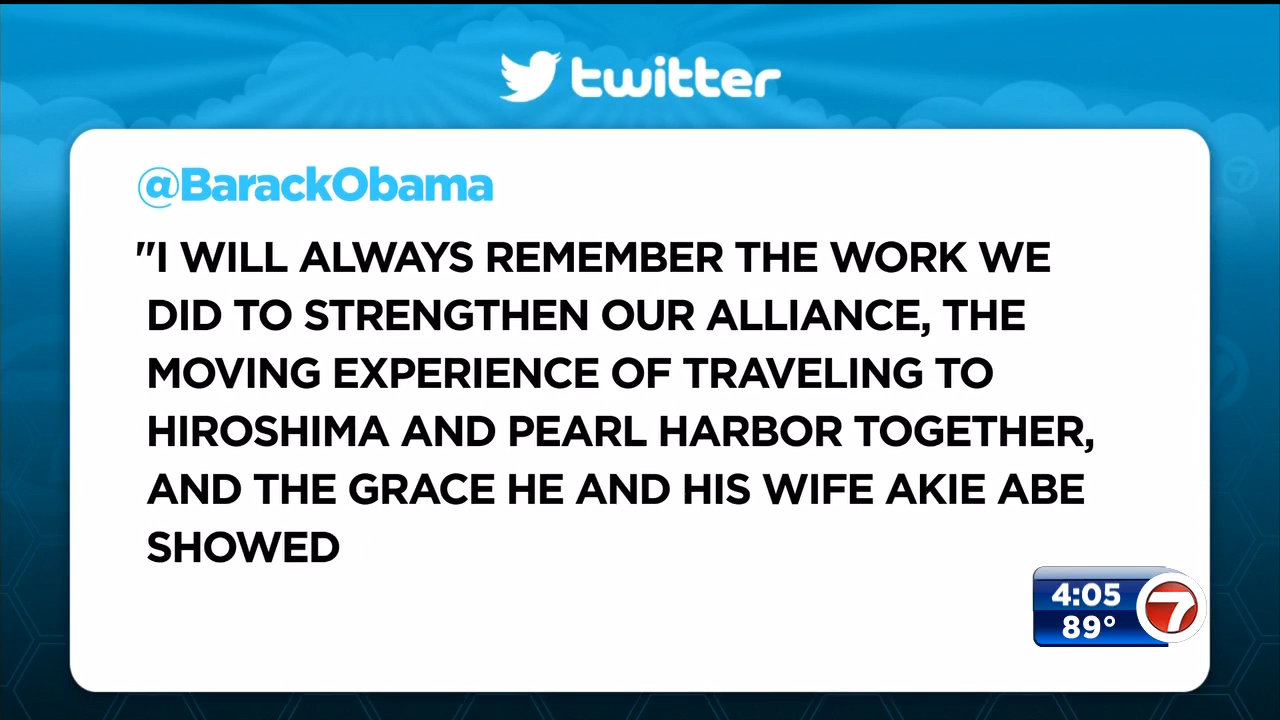 twitter
@BarackObama
"I WILL ALWAYS REMEMBER THE WORK WE
DID TO STRENGTHEN OUR ALLIANCE, THE
MOVING EXPERIENCE OF TRAVELING TO
HIROSHIMA AND PEARL HARBOR TOGETHER,
AND THE GRACE HE AND HIS WIFE AKIE ABE
SHOWED
4:05
89°
7